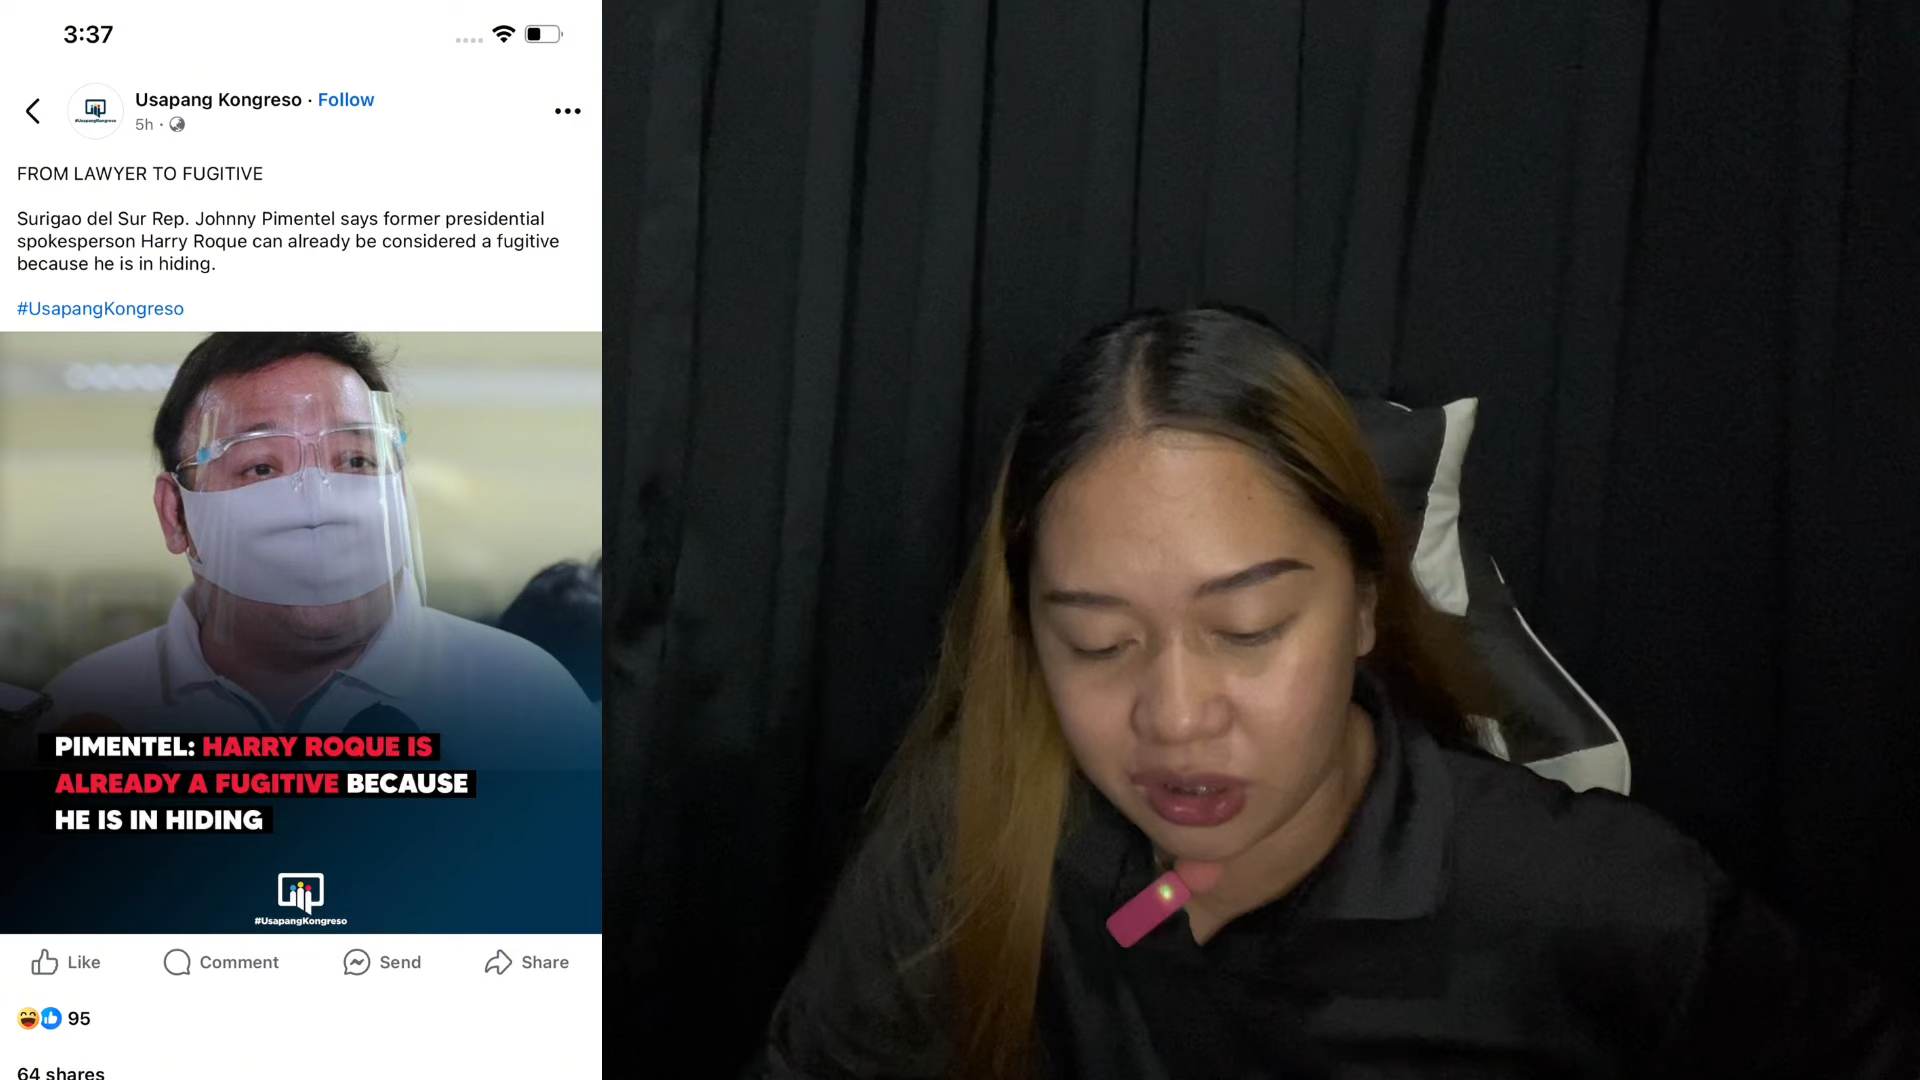 3:37
Usapang Kongreso · Follow
5h ·
FROM LAWYER TO FUGITIVE
Surigao del Sur Rep. Johnny Pimentel says former presidential
spokesperson Harry Roque can already be considered a fugitive
because he is in hiding.
#UsapangKongreso
PIMENTEL: HARRY ROQUE IS
ALREADY A FUGITIVE BECAUSE
HE IS IN HIDING
#UsapangKongreso
Like
Comment
Send
Share
95
64 shares